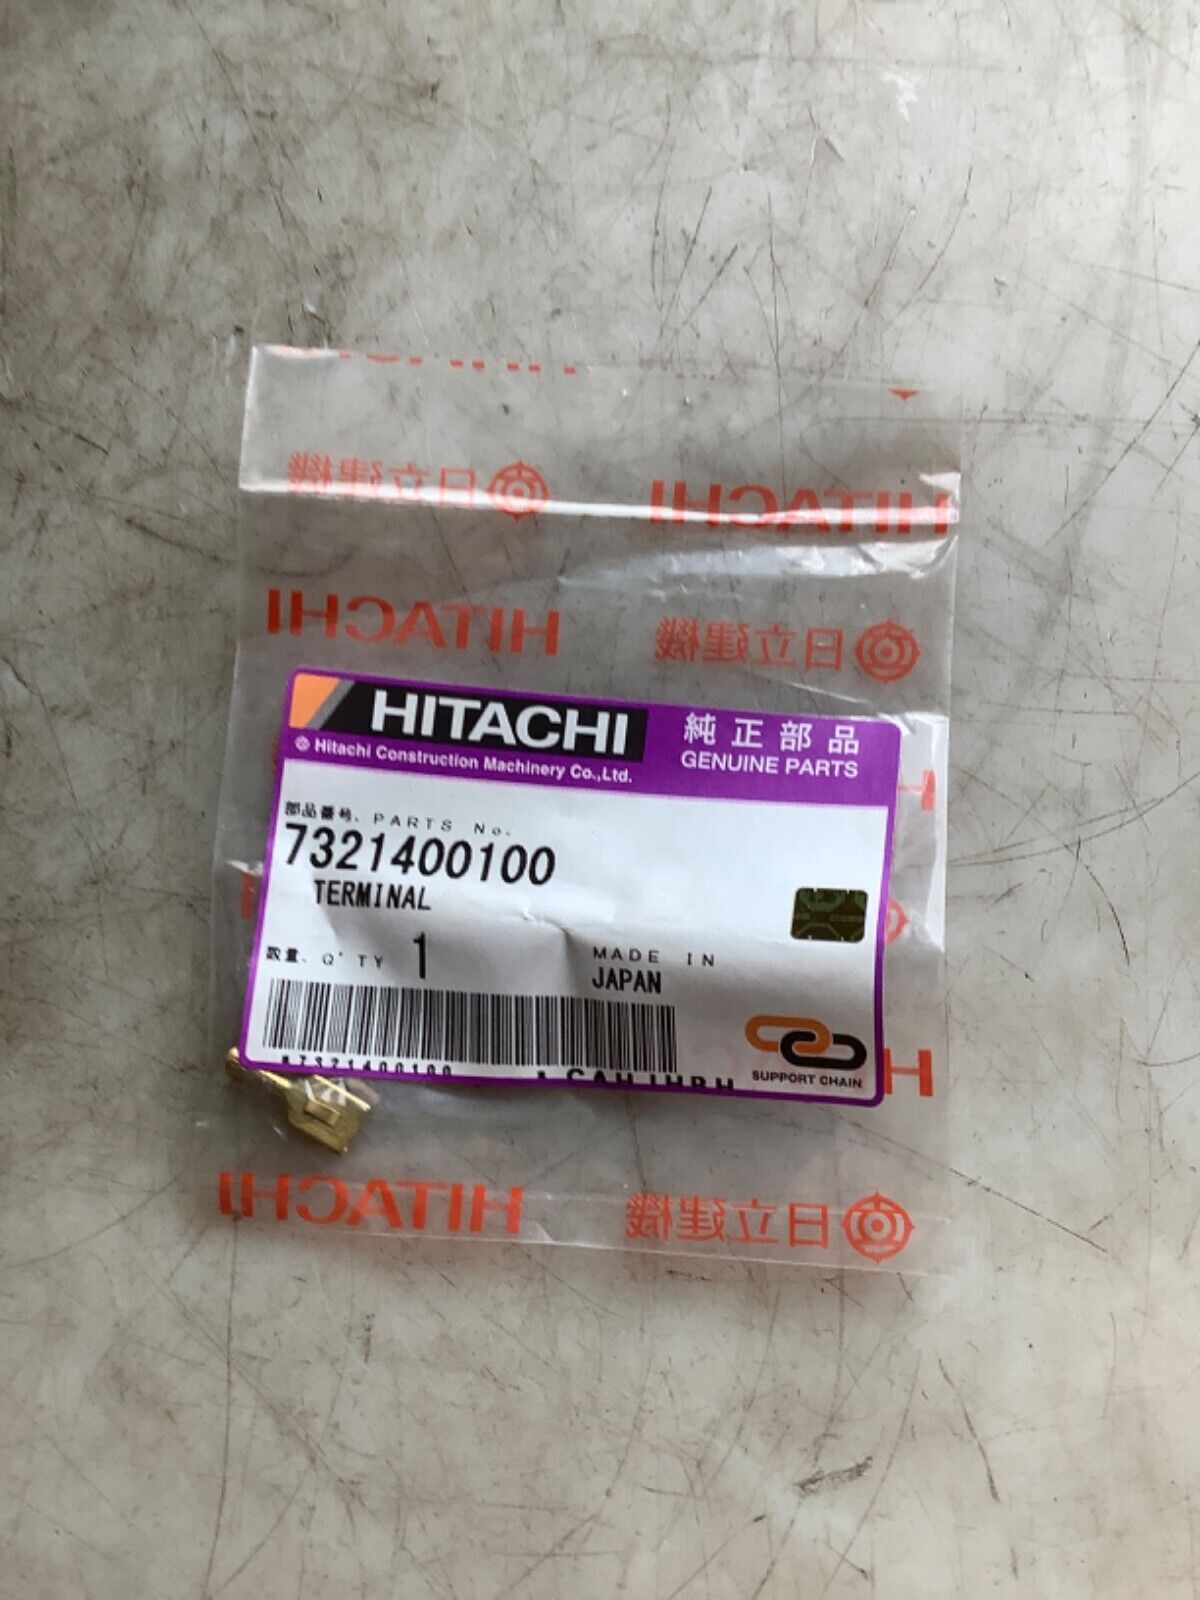 日立建機 HITACHI
HITACHI 日立建機
HITACHI
純正部品
Hitachi Construction Machinery Co.,Ltd.
GENUINE PARTS
部品番号、PARTS No.
7321400100
TERMINAL
数量、Q'TY 1
MADE IN
JAPAN
*7321400100
SUPPORT CHAIN
HITACHI 日立建機